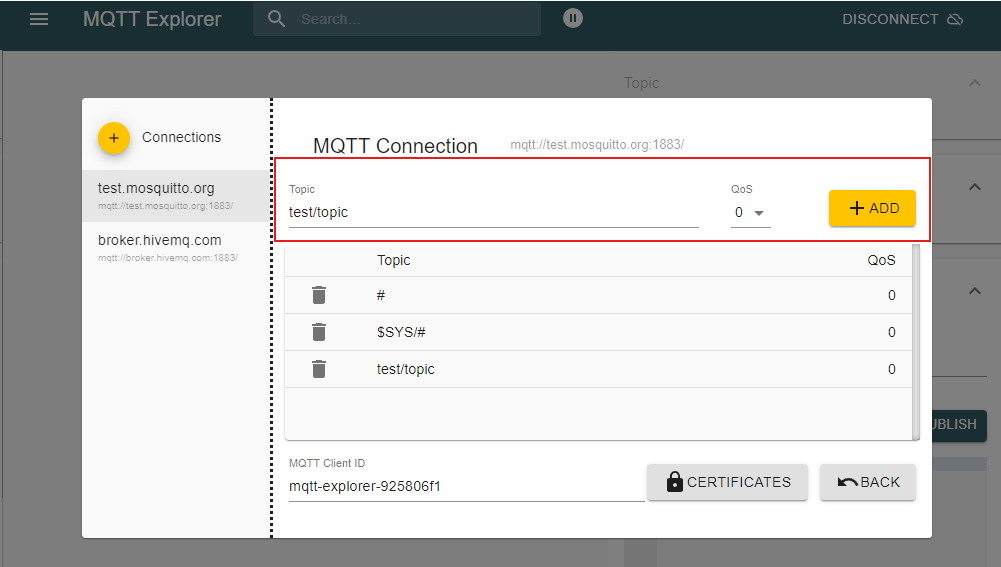 MQTT Explorer
Search...
DISCONNECT
Topic
Connections
test.mosquitto.org
mqtt://test.mosquitto.org:1883/
broker.hivemq.com
mqtt://broker.hivemq.com:1883/
MQTT Connection
mqtt://test.mosquitto.org:1883/
Topic
QoS
test/topic
0
ADD
Topic QoS
# 0
$SYS/# 0
test/topic 0
MQTT Client ID
mqtt-explorer-925806f1
CERTIFICATES
BACK
UBLISH